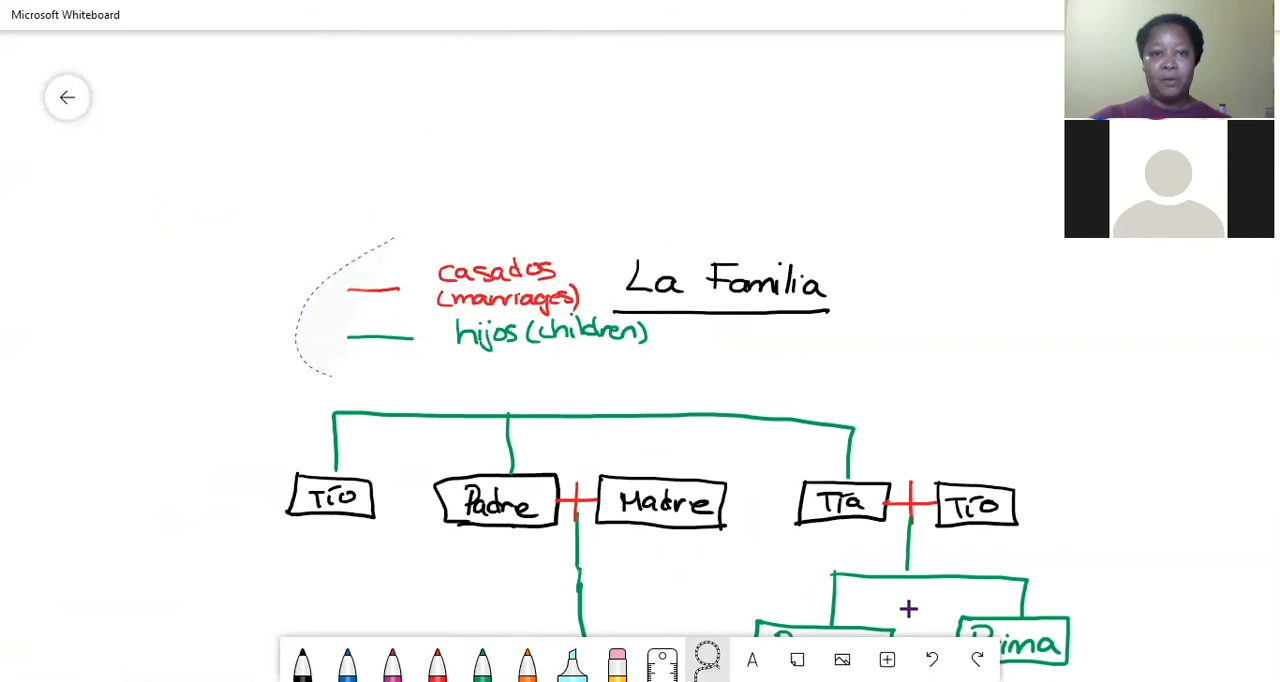 Microsoft Whiteboard
casados
(marriages)
La Familia
hijos (children)
Tío
Padre
Madre
Tía
Tío
Prima
A